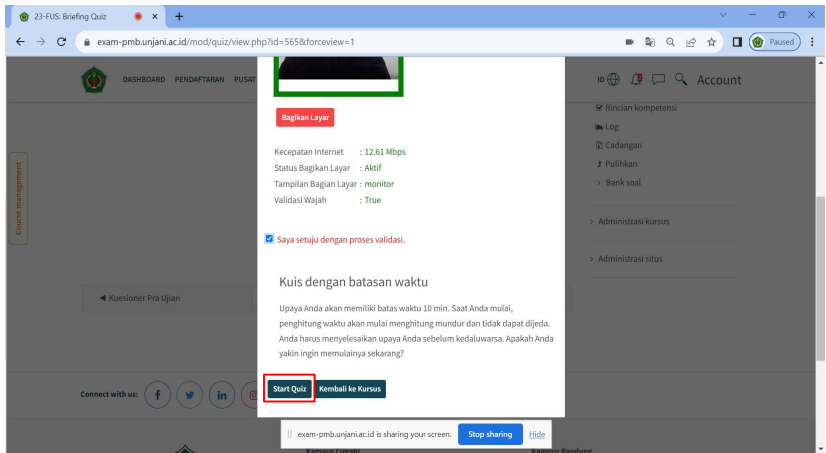 23-FUS: Briefing Quiz
exam-pmb.unjani.ac.id/mod/quiz/view.php?id=565&forceview=1
Paused
DASHBOARD PENDAFTARAN PUSAT
ID
Account
Bagikan Layar
Kecepatan Internet : 12.61 Mbps
Status Bagikan Layar : Aktif
Tampilan Bagian Layar : monitor
Validasi Wajah : True
Saya setuju dengan proses validasi.
Rincian kompetensi
Log
Cadangan
Pulihkan
Bank soal
Administrasi kursus
Administrasi situs
Course management
Kuis dengan batasan waktu
◄ Kuesioner Pra Ujian
Upaya Anda akan memiliki batas waktu 10 min. Saat Anda mulai,
penghitung waktu akan mulai menghitung mundur dan tidak dapat dijeda.
Anda harus menyelesaikan upaya Anda sebelum kedaluwarsa. Apakah Anda
yakin ingin memulainya sekarang?
Start Quiz Kembali ke Kursus
Connect with us:
exam-pmb.unjani.ac.id is sharing your screen. Stop sharing Hide
Kampus Cimahi
Kampus Bandung